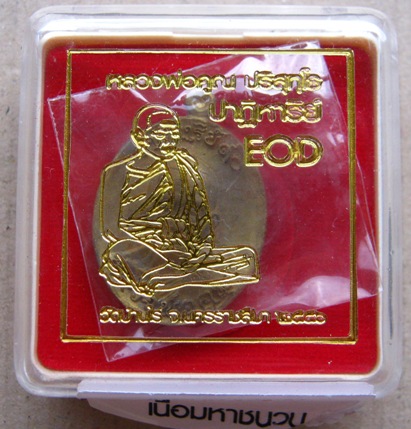 หลวงพ่อคูณ ปริสุทฺโธ
ปาฏิหาริย์
EOD
วัดบ้านไร่ จ.นครราชสีมา ๒๕๕๖
เนื้อมหาชนวน